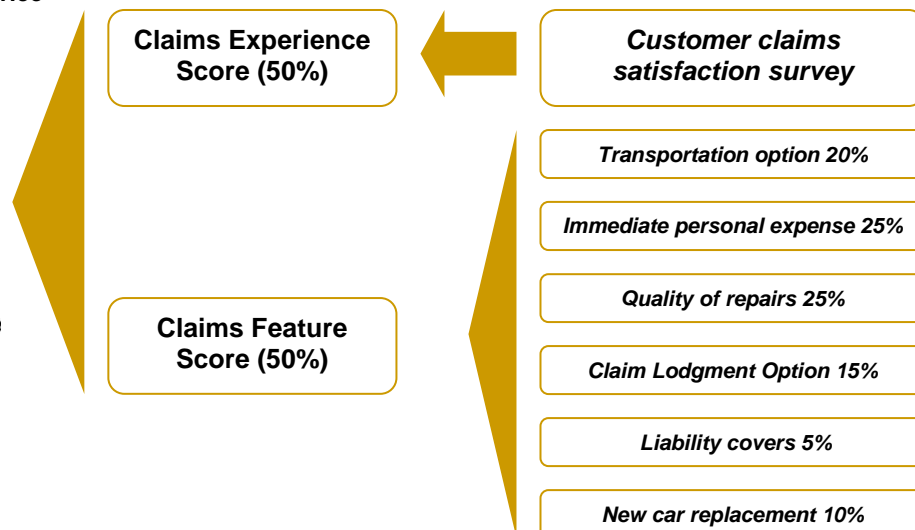 Claims Experience
Score (50%)
Customer claims
satisfaction survey
Transportation option 20%
Immediate personal expense 25%
Quality of repairs 25%
Claims Feature
Score (50%)
Claim Lodgment Option 15%
Liability covers 5%
New car replacement 10%